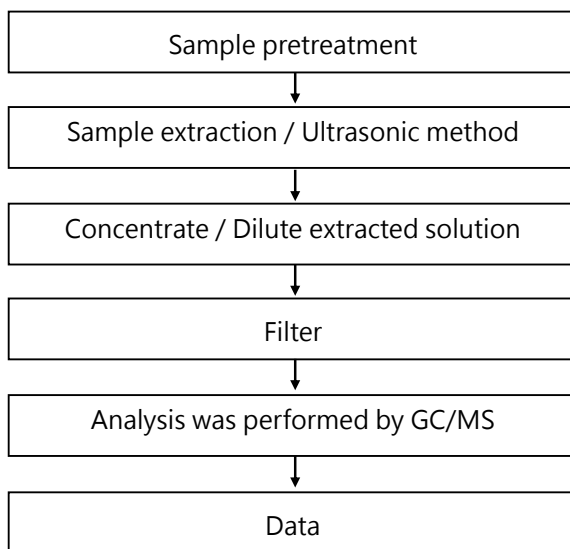 Sample pretreatment
Sample extraction / Ultrasonic method
Concentrate / Dilute extracted solution
Filter
Analysis was performed by GC/MS
Data